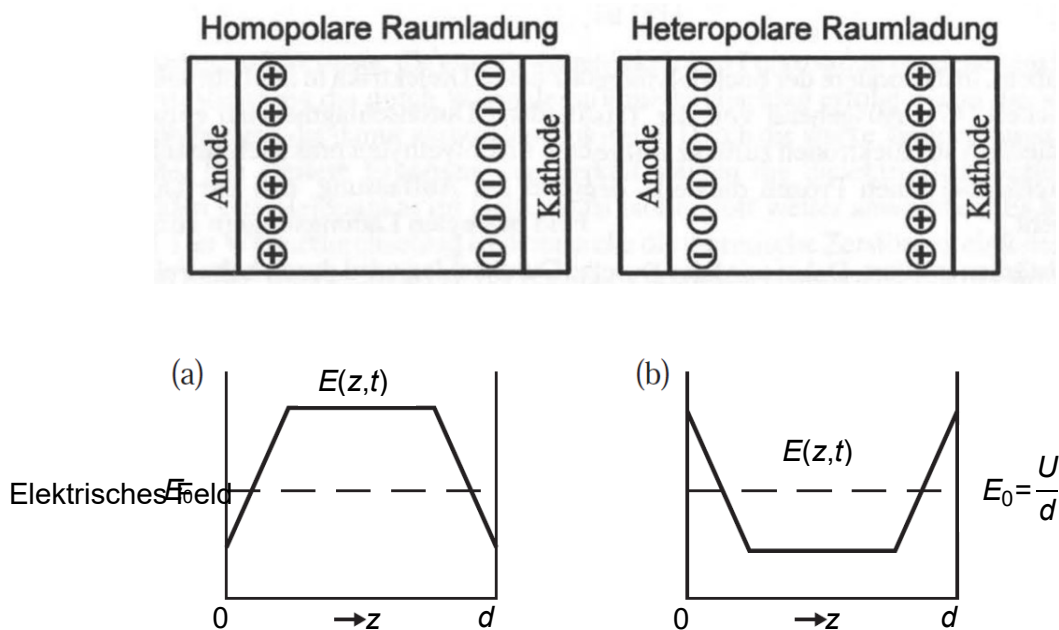 Homopolare Raumladung
Heteropolare Raumladung
Anode
Kathode
Anode
Kathode
(a)
E(z,t)
Elektrisches Feld
E0
0
→z
d
(b)
E(z,t)
E0 = U/d
0
→z
d